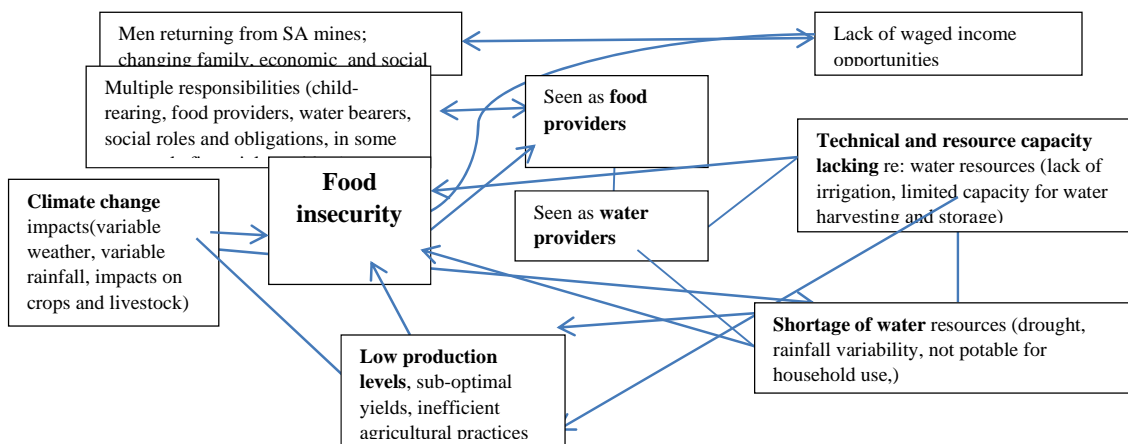 Men returning from SA mines;
changing family, economic and social
Lack of waged income
opportunities
Multiple responsibilities (child-
rearing, food providers, water bearers,
social roles and obligations, in some
Seen as food
providers
Technical and resource capacity
lacking re: water resources (lack of
irrigation, limited capacity for water
harvesting and storage)
Food
insecurity
Climate change
impacts(variable
weather, variable
rainfall, impacts on
crops and livestock)
Seen as water
providers
Shortage of water resources (drought,
rainfall variability, not potable for
household use,)
Low production
levels, sub-optimal
yields, inefficient
agricultural practices